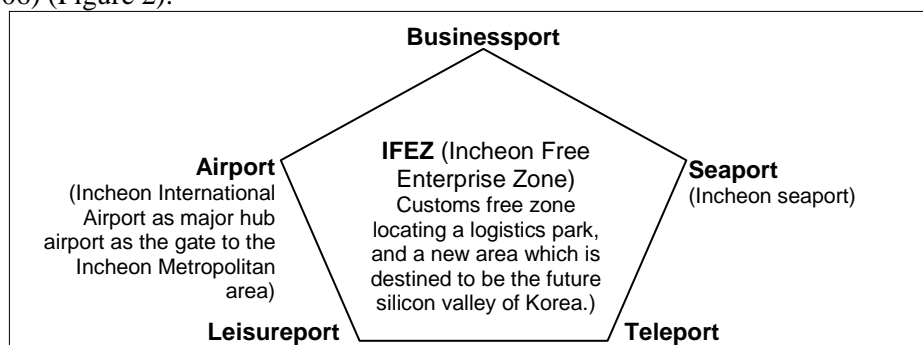 08) (Figure 2).
Businessport
Airport
(Incheon International
Airport as major hub
airport as the gate to the
Incheon Metropolitan
area)
IFEZ (Incheon Free
Enterprise Zone)
Customs free zone
locating a logistics park,
and a new area which is
destined to be the future
silicon valley of Korea.)
Seaport
(Incheon seaport)
Leisureport
Teleport